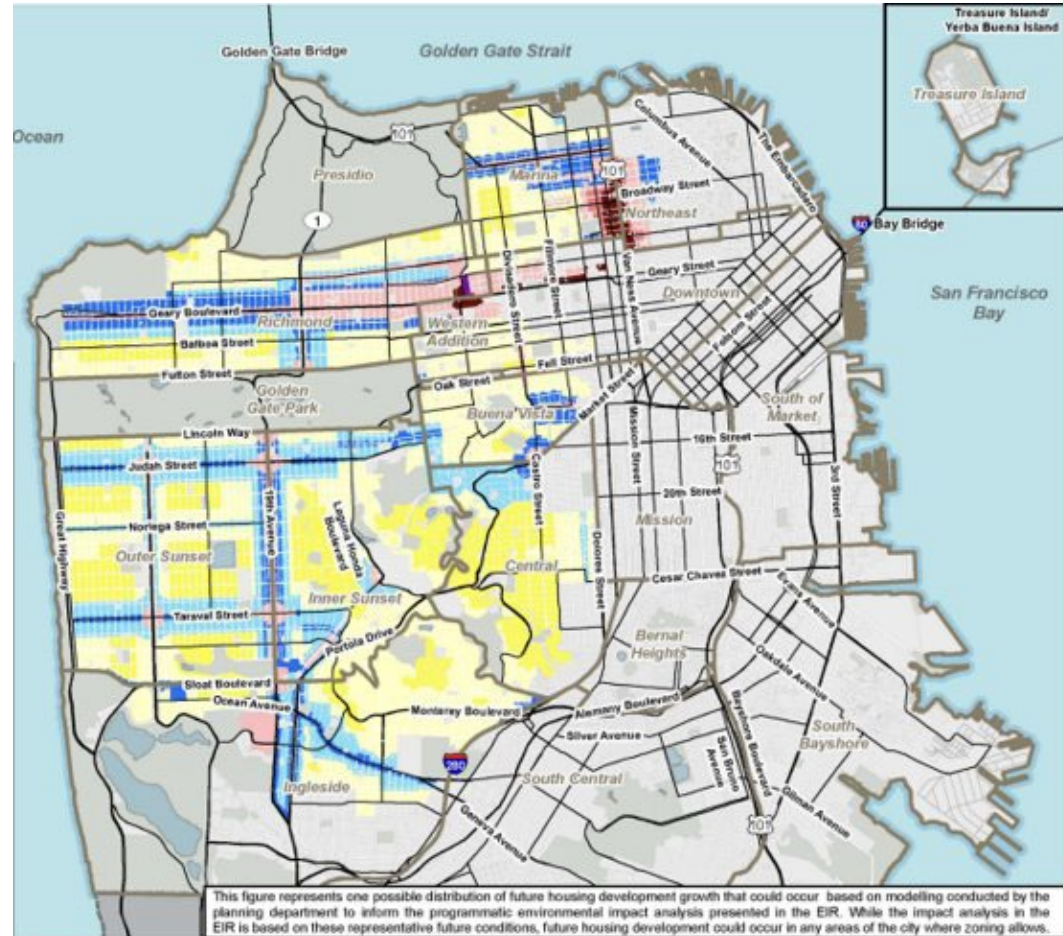 Treasure Island/
Yerba Buena Island
Golden Gate Bridge
Golden Gate Strait
Treasure Island
Ocean
101
Columbus Avenue
The Embarcadero
Presidio
Marina
101
Broadway Street
Northeast
1
80
Bay Bridge
Divisadero Street
Fillmore Street
Van Ness Avenue
Geary Street
Downtown
San Francisco
Bay
Geary Boulevard
Richmond
Western
Addition
Folsom Street
Balboa Street
Fulton Street
Fell Street
Oak Street
Golden
Gate Park
Buena Vista
Market Street
South of
Market
Lincoln Way
Judah Street
Mission Street
16th Street
101
Castro Street
3rd Street
20th Street
Great Highway
Noriega Street
19th Avenue
Laguna Honda
Boulevard
Mission
Outer Sunset
Central
Dolores Street
Cesar Chaves Street
Inner Sunset
Evans Avenue
Taraval Street
Portola Drive
Bernal
Heights
Oakdale Avenue
Sloat Boulevard
Ocean Avenue
Monterey Boulevard
Alemany Boulevard
Silver Avenue
Bayshore Boulevard
San Bruno
Avenue
South
Bayshore
280
South Central
Ingleside
Geneva Avenue
Gilman Avenue
101
This figure represents one possible distribution of future housing development growth that could occur based on modelling conducted by the
planning department to inform the programmatic environmental impact analysis presented in the EIR. While the impact analysis in the
EIR is based on these representative future conditions, future housing development could occur in any areas of the city where zoning allows.